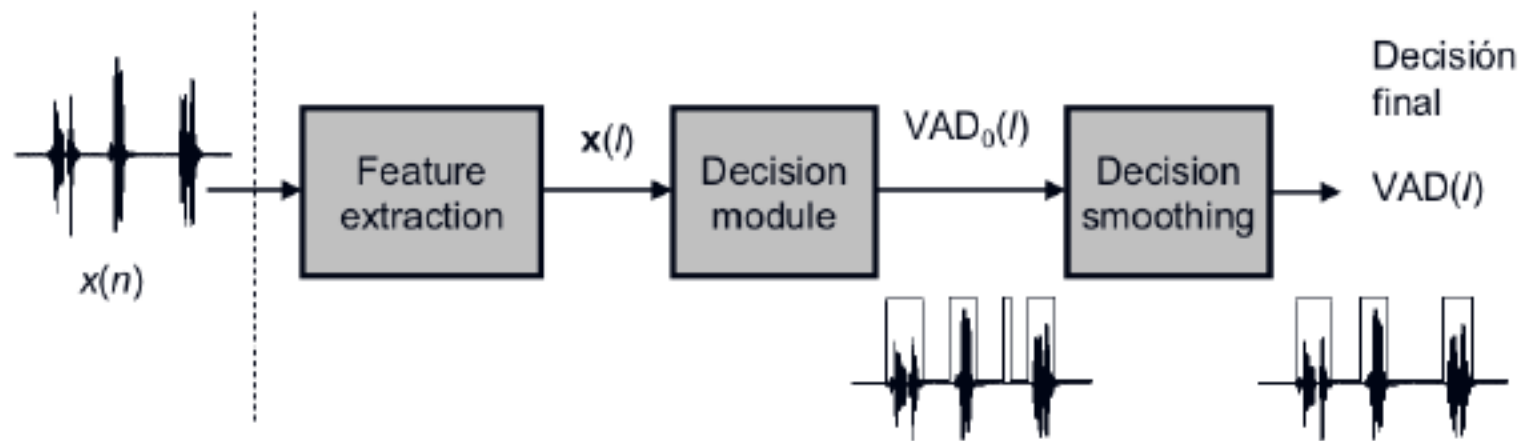 x(n)
Feature
extraction
x(l)
Decision
module
VAD₀(l)
Decision
smoothing
Decisión
final
VAD(l)